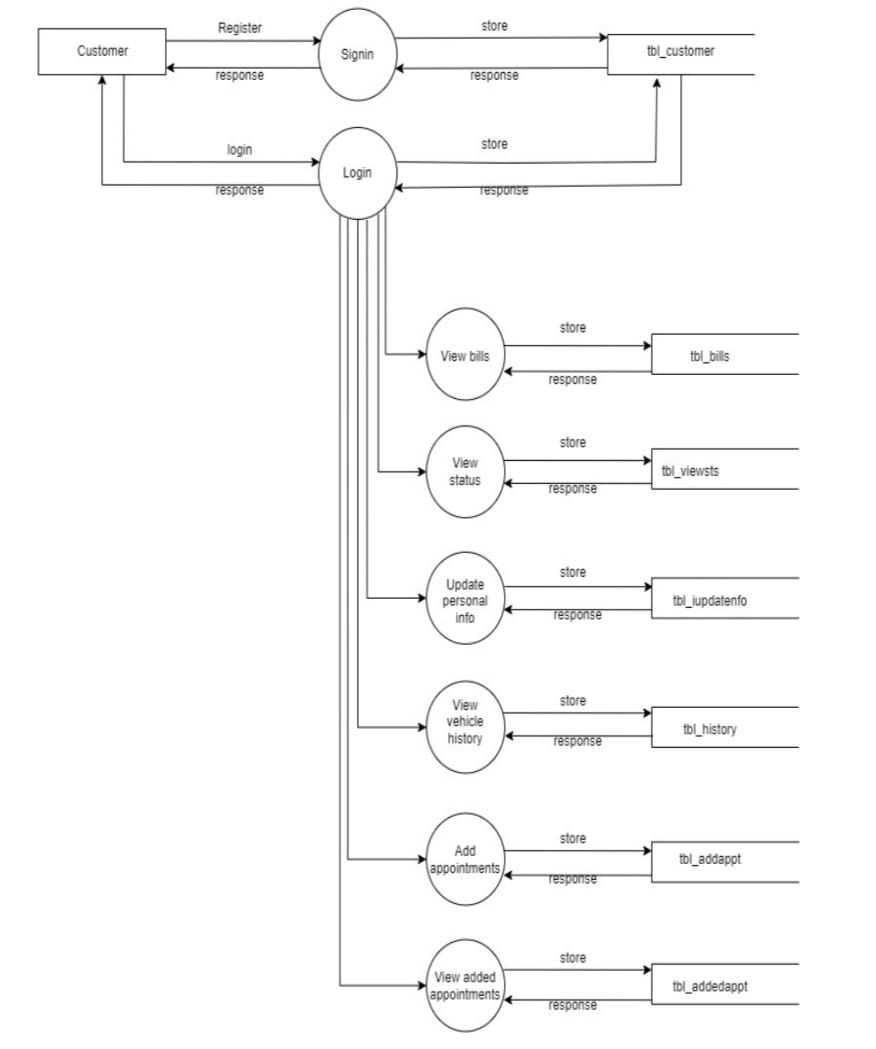 Register
store
Customer
Signin
tbl_customer
response
response
login
store
Login
response
response
store
View bills
tbl_bills
response
store
View
status
tbl_viewsts
response
store
Update
personal
info
tbl_iupdatenfo
response
store
View
vehicle
history
tbl_history
response
store
Add
appointments
tbl_addappt
response
store
View added
appointments
tbl_addedappt
response